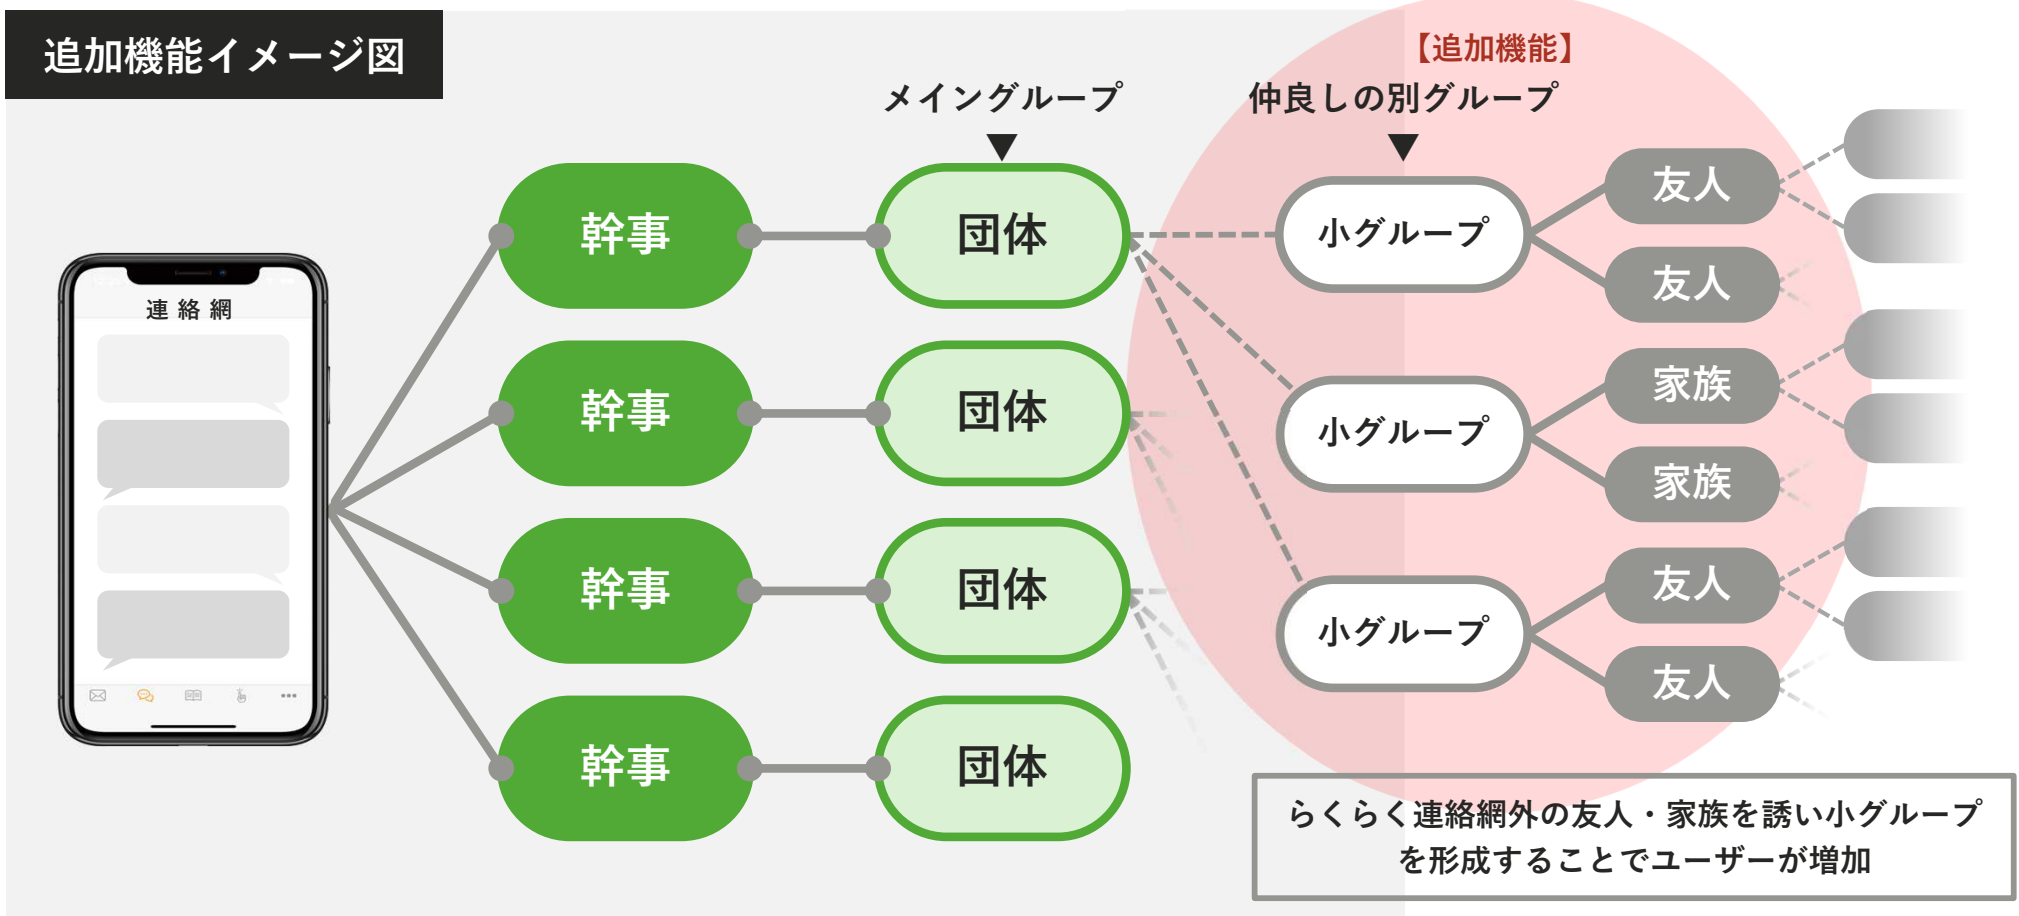 追加機能イメージ図
【追加機能】
メイングループ
仲良しの別グループ
連絡網
幹事
団体
小グループ
友人
友人
幹事
団体
小グループ
家族
家族
幹事
団体
小グループ
友人
友人
幹事
団体
らくらく連絡網外の友人・家族を誘い小グループ
を形成することでユーザーが増加